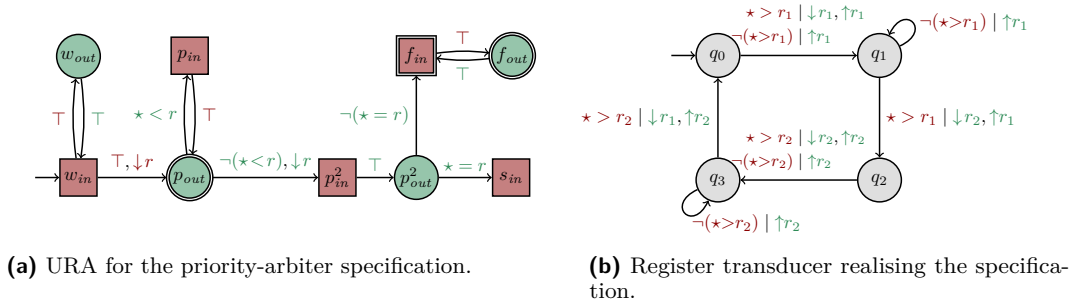 w_out
p_in
f_in
⊤
f_out
⊤
⊤
⊤
⋆ < r
⊤
¬(⋆ = r)
w_in
⊤, ↓r
p_out
¬(⋆<r), ↓r
p²_in
⊤
p²_out
⋆ = r
s_in
(a) URA for the priority-arbiter specification.
⋆ > r₁ | ↓r₁, ↑r₁
¬(⋆>r₁) | ↑r₁
¬(⋆>r₁) | ↑r₁
q₀
q₁
⋆ > r₂ | ↓r₁, ↑r₂
⋆ > r₁ | ↓r₂, ↑r₁
⋆ > r₂ | ↓r₂, ↑r₂
¬(⋆>r₂) | ↑r₂
q₃
q₂
¬(⋆>r₂) | ↑r₂
(b) Register transducer realising the specifica-
tion.